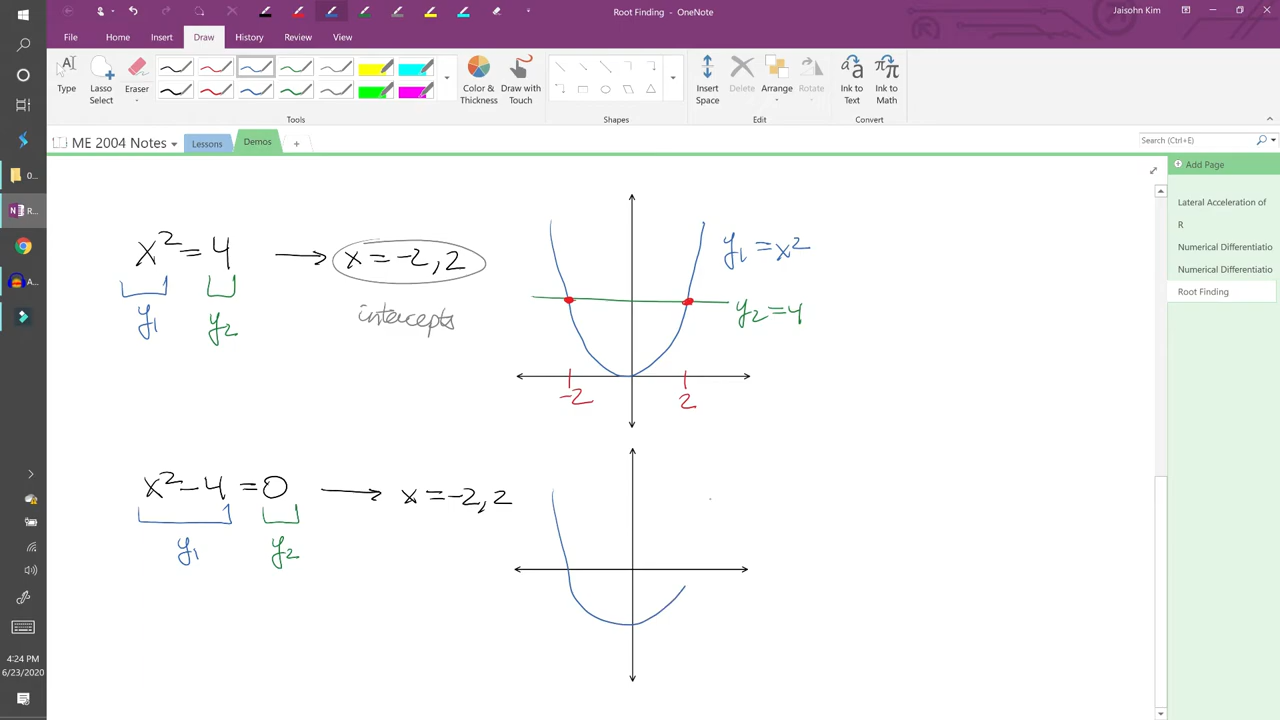 Root Finding - OneNote
Jaisohn Kim
File Home Insert Draw History Review View
Type
Lasso Select
Eraser
Color & Thickness
Draw with Touch
Insert Space
Delete
Arrange
Rotate
Ink to Text
Ink to Math
Tools
Shapes
Edit
Convert
ME 2004 Notes
Lessons
Demos
+
Search (Ctrl+E)
Add Page
Lateral Acceleration of
R
Numerical Differentiatio
Numerical Differentiatio
Root Finding
0...
R...
A...
x² = 4 → x = -2, 2
y₁ y₂
intercepts
y₁ = x²
y₂ = 4
-2 2
x² - 4 = 0 → x = -2, 2
y₁ y₂
4:24 PM
6/23/2020